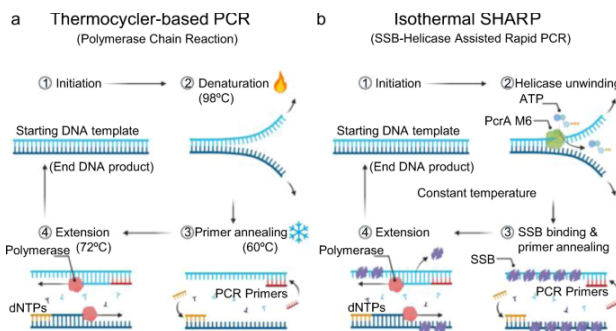 a Thermocycler-based PCR
(Polymerase Chain Reaction)
① Initiation
② Denaturation
(98ºC)
Starting DNA template
(End DNA product)
④ Extension
(72ºC)
③ Primer annealing
(60ºC)
Polymerase
dNTPs
PCR Primers
b Isothermal SHARP
(SSB-Helicase Assisted Rapid PCR)
① Initiation
② Helicase unwinding
ATP
PcrA M6
Starting DNA template
(End DNA product)
Constant temperature
④ Extension
③ SSB binding &
primer annealing
Polymerase
SSB
dNTPs
PCR Primers